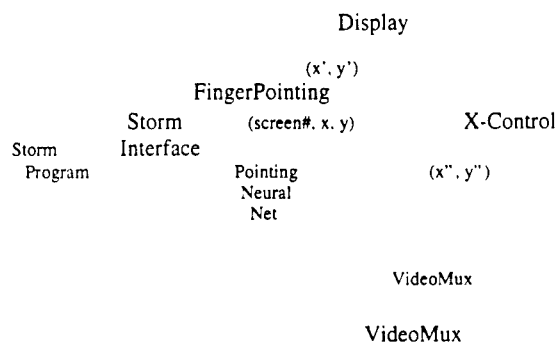 Display
(x', y')
FingerPointing
Storm
Interface
(screen#, x, y)
X-Control
Storm
Program
Pointing
Neural
Net
(x", y")
VideoMux
VideoMux